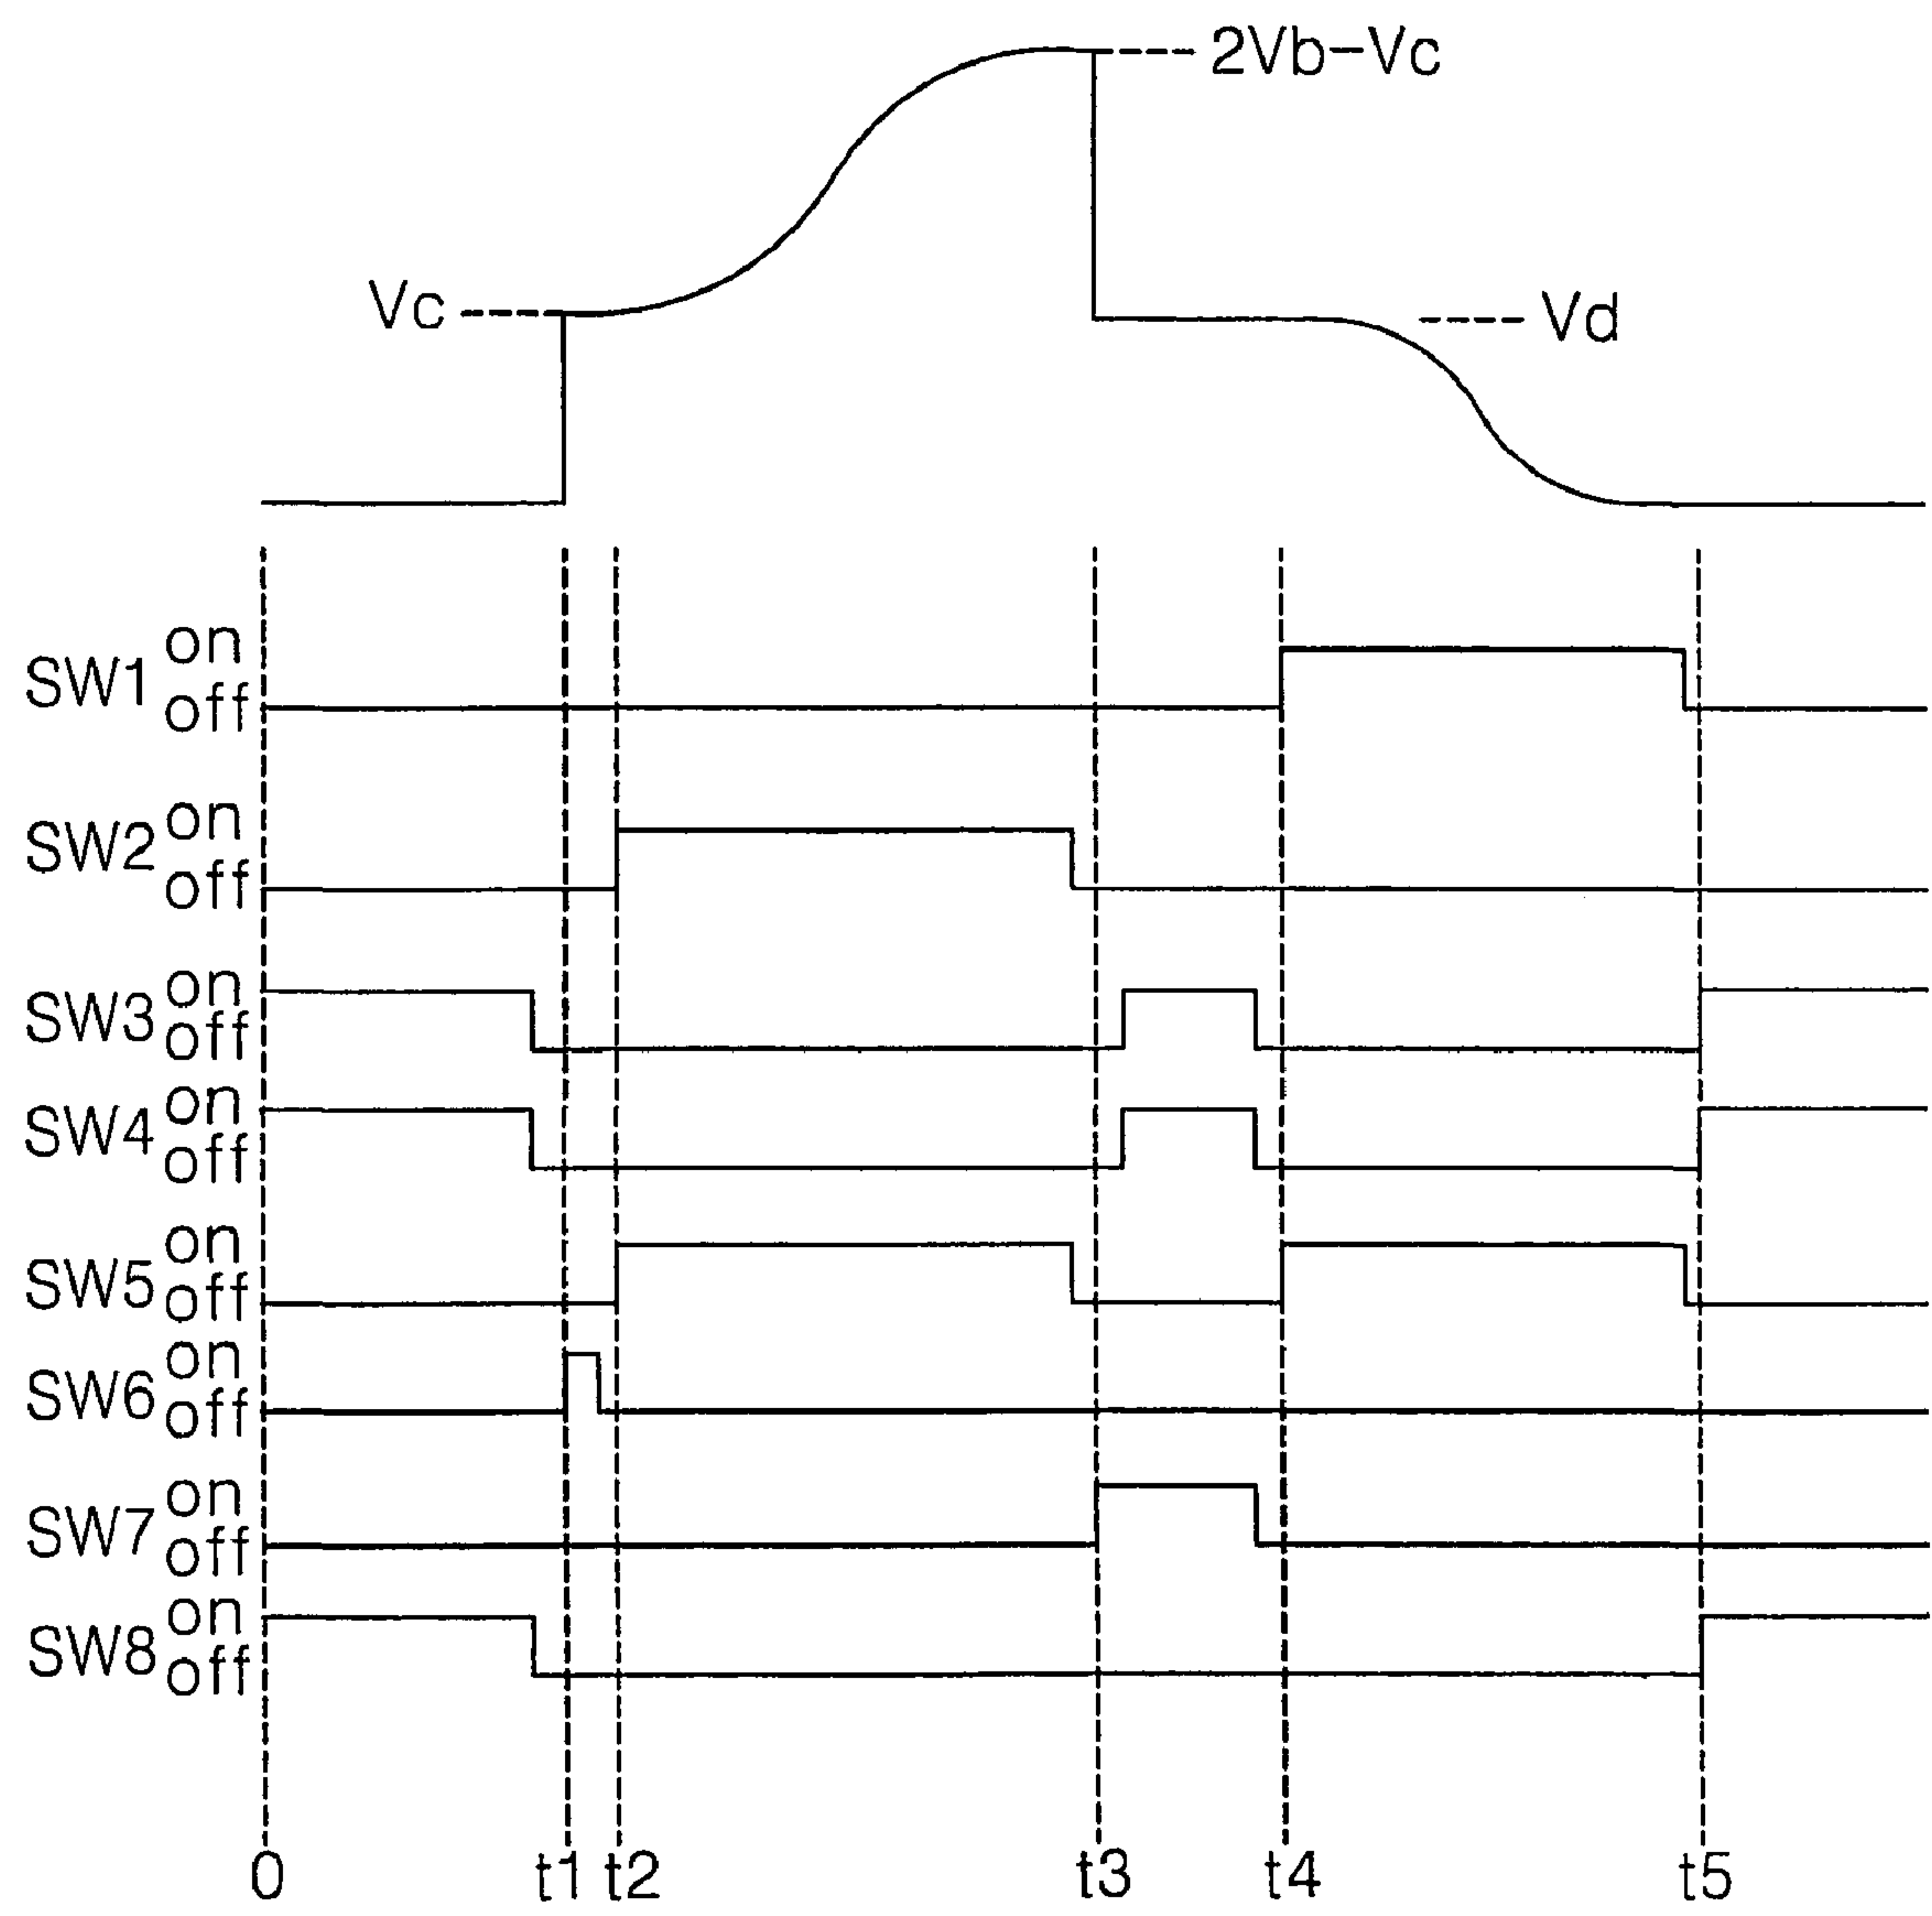 2Vb-Vc
Vc
Vd
SW1 on
off
SW2 on
off
SW3 on
off
SW4 on
off
SW5 on
off
SW6 on
off
SW7 on
off
SW8 on
off
0 t1 t2 t3 t4 t5